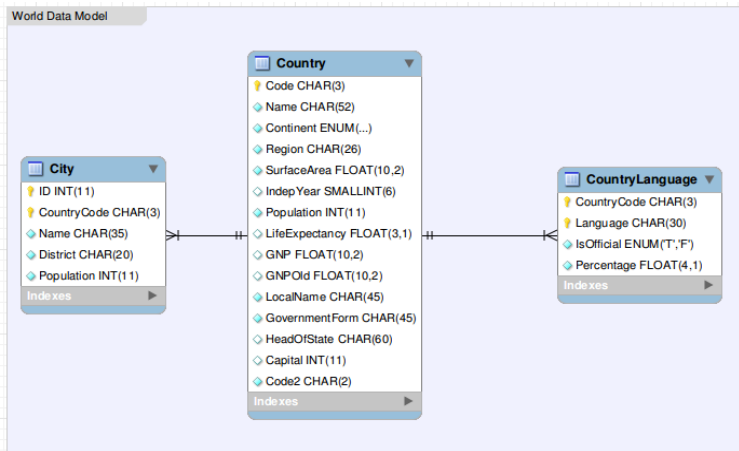 World Data Model
City
ID INT(11)
CountryCode CHAR(3)
Name CHAR(35)
District CHAR(20)
Population INT(11)
Indexes
Country
Code CHAR(3)
Name CHAR(52)
Continent ENUM(...)
Region CHAR(26)
SurfaceArea FLOAT(10,2)
IndepYear SMALLINT(6)
Population INT(11)
LifeExpectancy FLOAT(3,1)
GNP FLOAT(10,2)
GNPOld FLOAT(10,2)
LocalName CHAR(45)
GovernmentForm CHAR(45)
HeadOfState CHAR(60)
Capital INT(11)
Code2 CHAR(2)
Indexes
CountryLanguage
CountryCode CHAR(3)
Language CHAR(30)
IsOfficial ENUM('T','F')
Percentage FLOAT(4,1)
Indexes